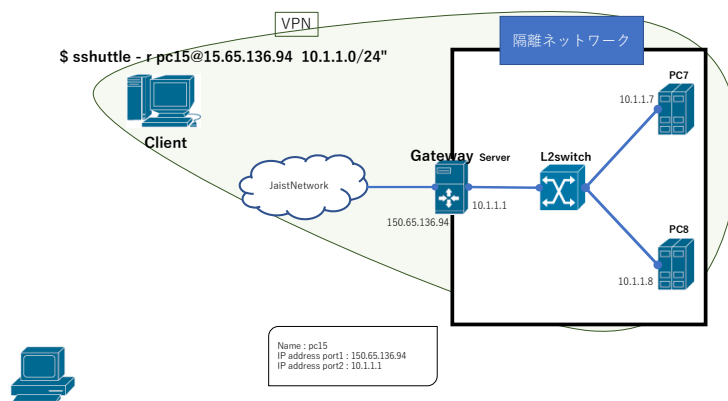 VPN
$ sshuttle - r pc15@15.65.136.94  10.1.1.0/24"
隔離ネットワーク
PC7
10.1.1.7
Client
Gateway Server
L2switch
JaistNetwork
10.1.1.1
150.65.136.94
PC8
10.1.1.8
Name : pc15
IP address port1 : 150.65.136.94
IP address port2 : 10.1.1.1